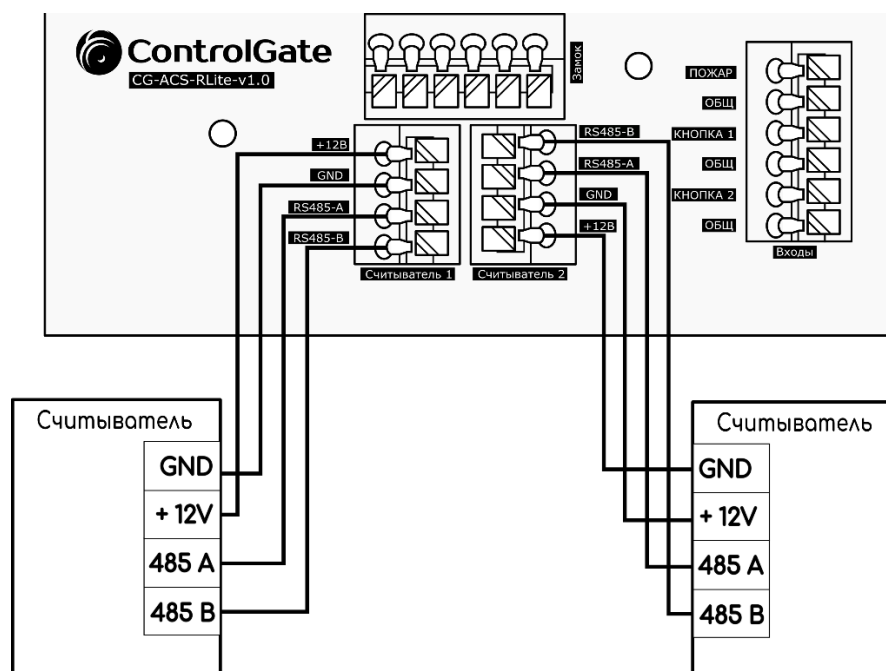 ControlGate
CG-ACS-RLite-v1.0
Замок
+12В
GND
RS485-A
RS485-B
Считыватель 1
RS485-B
RS485-A
GND
+12В
Считыватель 2
ПОЖАР
ОБЩ
КНОПКА 1
ОБЩ
КНОПКА 2
ОБЩ
Входы
Считыватель
GND
+ 12V
485 A
485 B
Считыватель
GND
+ 12V
485 A
485 B